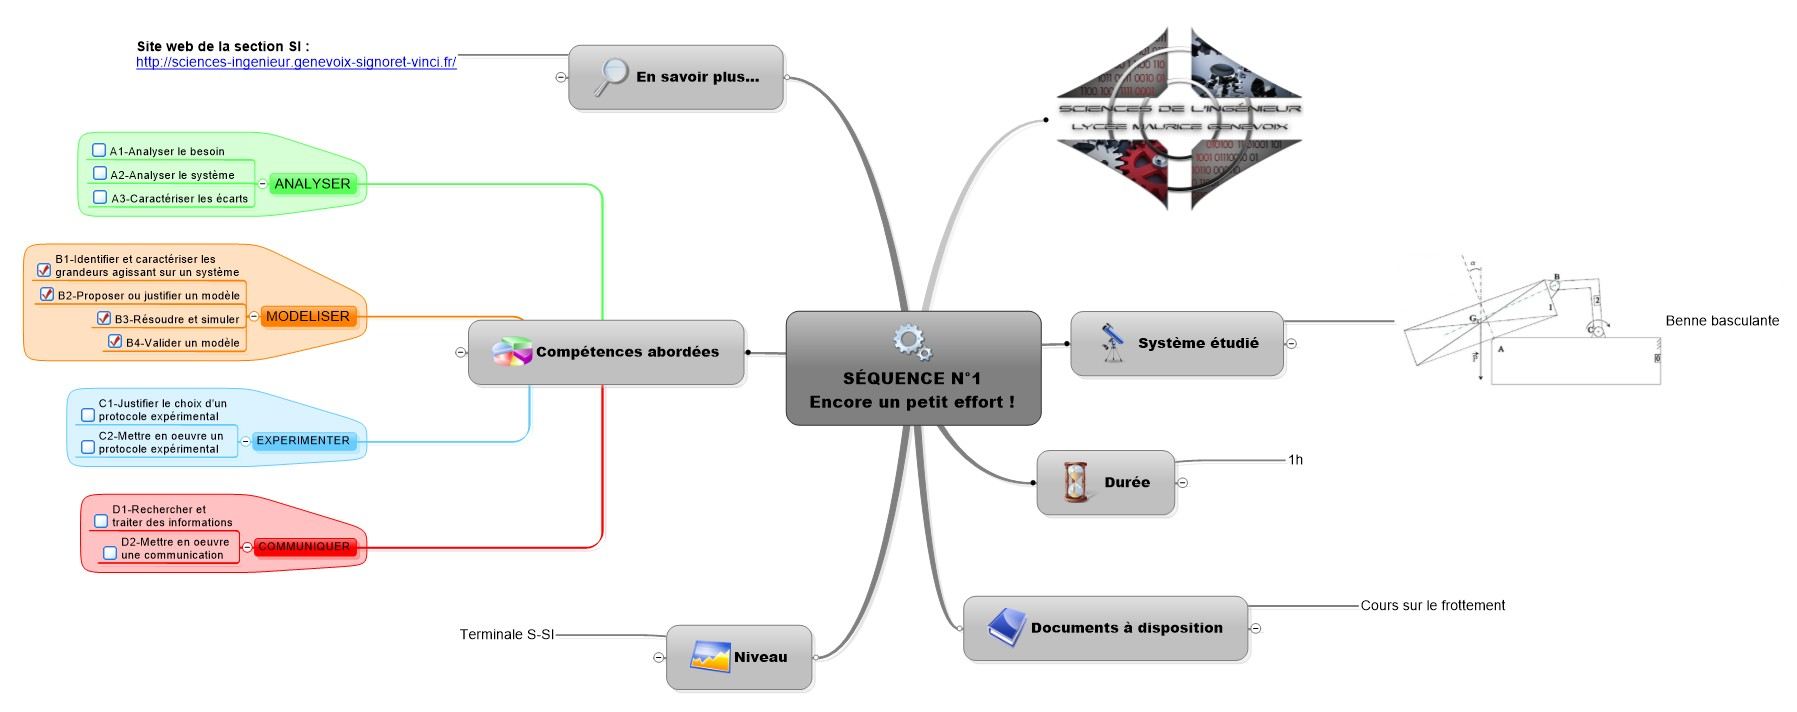 Site web de la section SI :
http://sciences-ingenieur.genevoix-signoret-vinci.fr/
En savoir plus...
SCIENCES DE L'INGÉNIEUR
LYCÉE MAURICE GENEVOIX
A1-Analyser le besoin
A2-Analyser le système
A3-Caractériser les écarts
ANALYSER
B1-Identifier et caractériser les
grandeurs agissant sur un système
B2-Proposer ou justifier un modèle
B3-Résoudre et simuler
B4-Valider un modèle
MODELISER
C1-Justifier le choix d'un
protocole expérimental
C2-Mettre en oeuvre un
protocole expérimental
EXPERIMENTER
D1-Rechercher et
traiter des informations
D2-Mettre en oeuvre
une communication
COMMUNIQUER
Compétences abordées
SÉQUENCE N°1
Encore un petit effort !
Système étudié
α
B
1
2
G
C
A
Benne basculante
Durée
1h
Documents à disposition
Cours sur le frottement
Terminale S-SI
Niveau